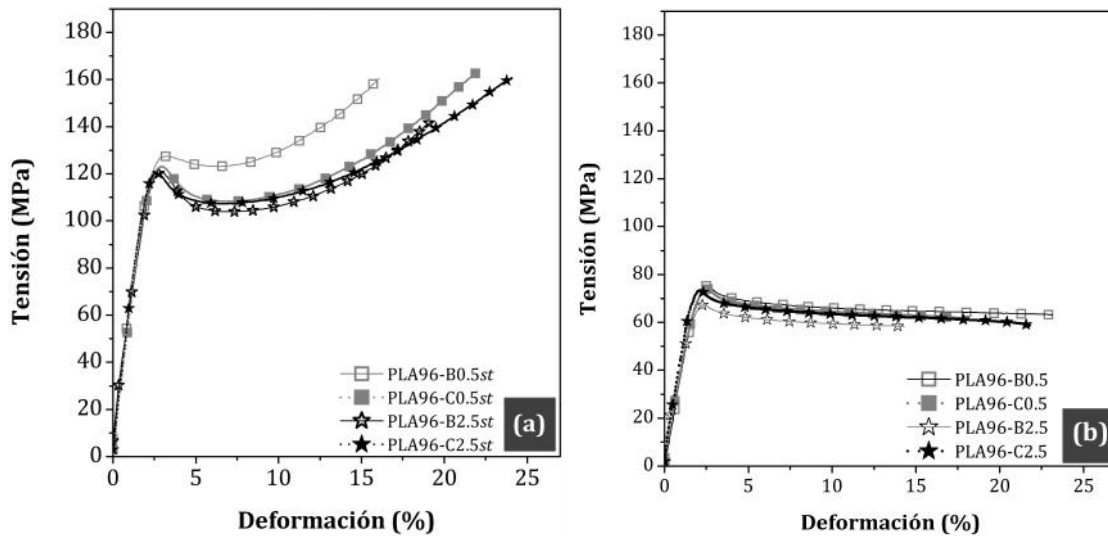 180
160
140
120
100
80
60
40
20
0
Tensión (MPa)
0 5 10 15 20 25
Deformación (%)
PLA96-B0.5st
PLA96-C0.5st
PLA96-B2.5st
PLA96-C2.5st
(a)
180
160
140
120
100
80
60
40
20
0
Tensión (MPa)
0 5 10 15 20 25
Deformación (%)
PLA96-B0.5
PLA96-C0.5
PLA96-B2.5
PLA96-C2.5
(b)